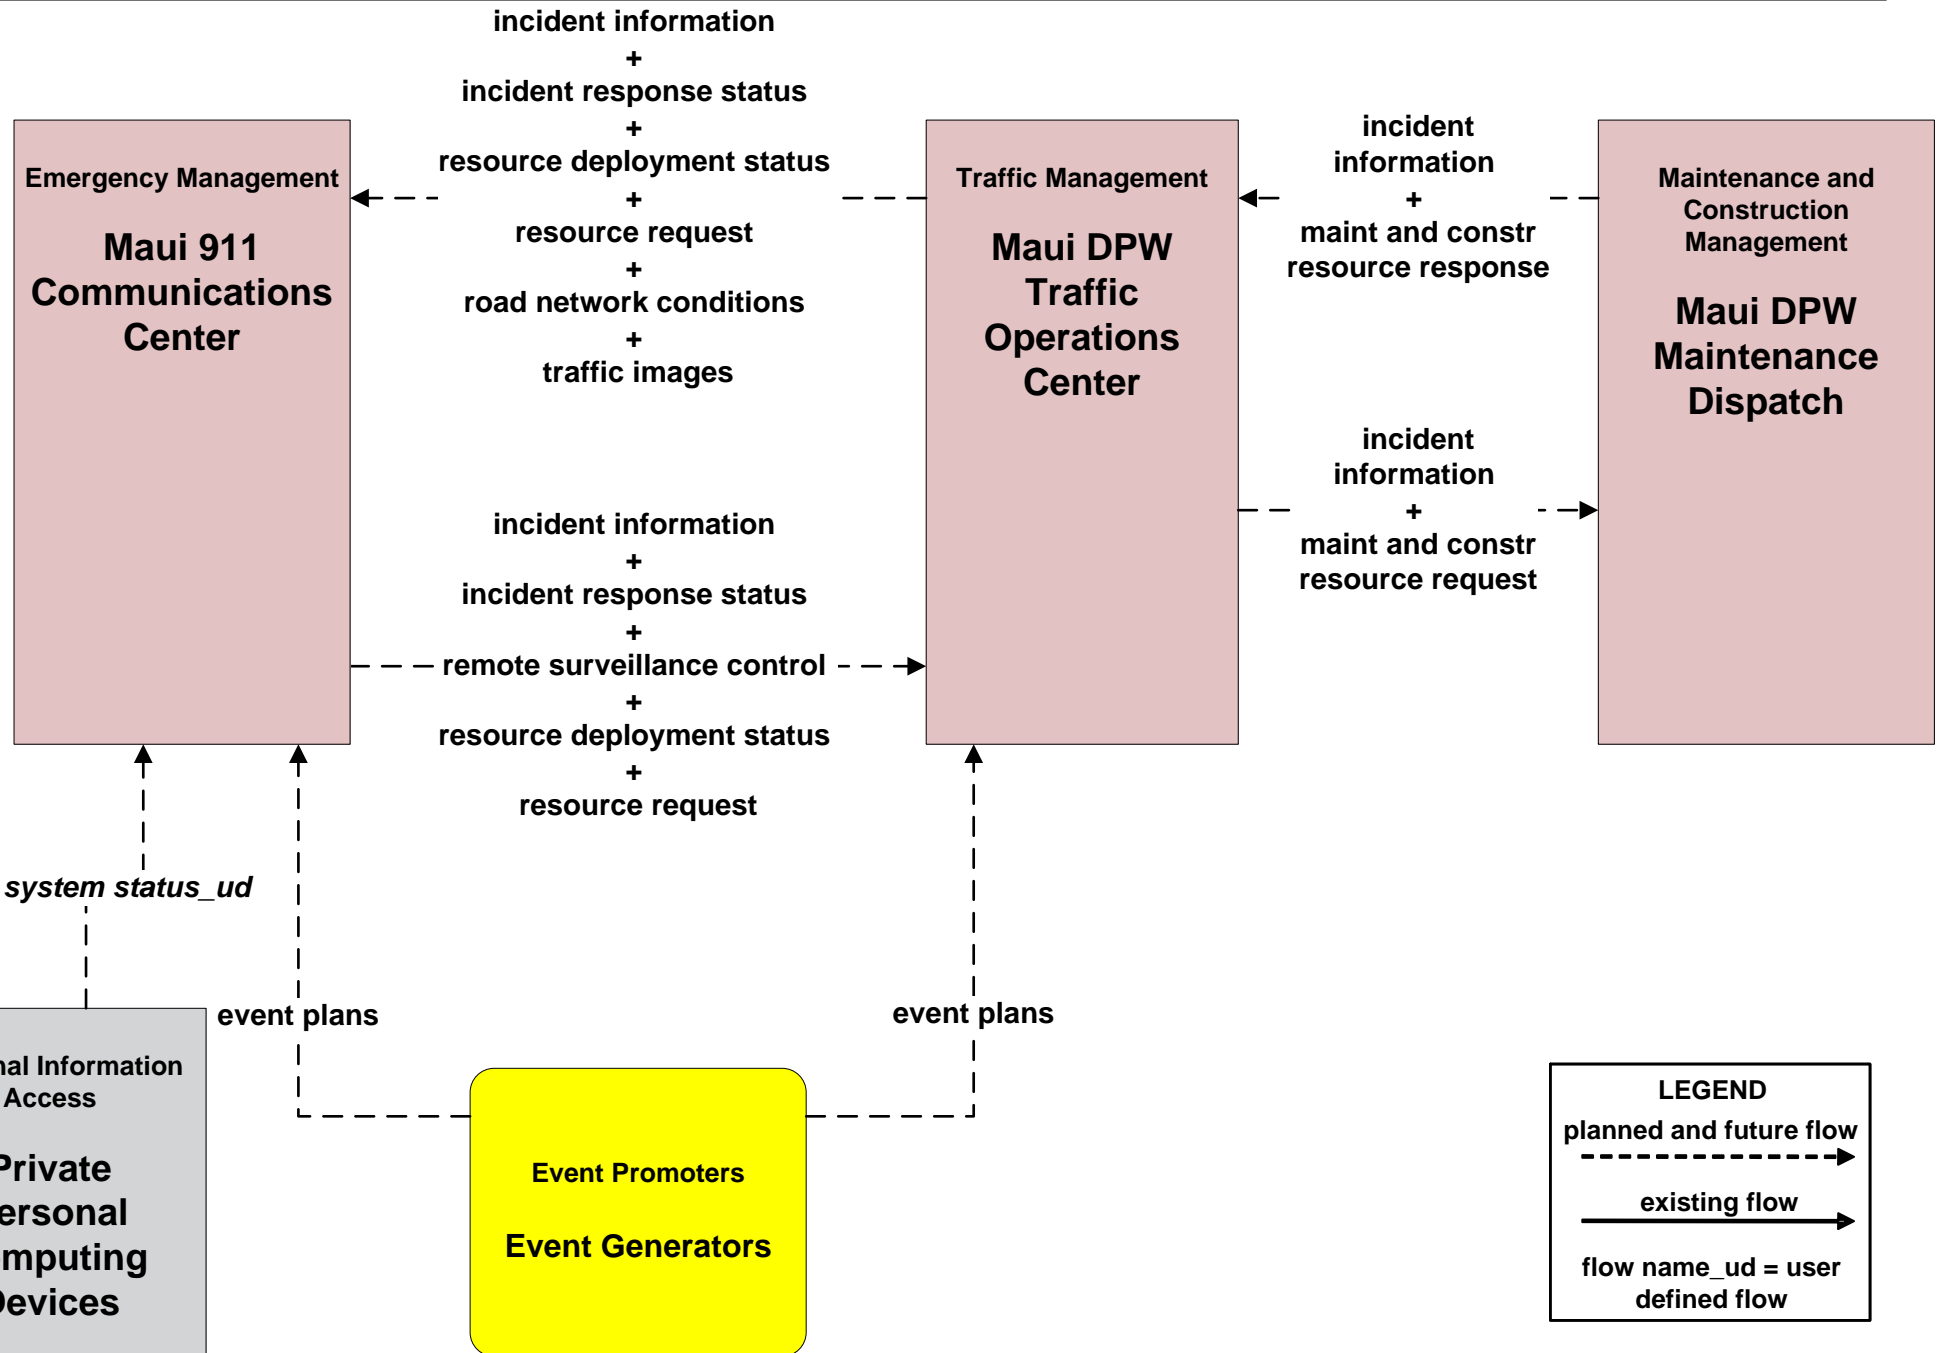 incident information
+
incident response status
+
resource deployment status
+
resource request
+
road network conditions
+
traffic images
Emergency Management
Maui 911
Communications
Center
Traffic Management
Maui DPW
Traffic
Operations
Center
incident
information
+
maint and constr
resource response
Maintenance and
Construction
Management
Maui DPW
Maintenance
Dispatch
incident
information
+
maint and constr
resource request
incident information
+
incident response status
+
remote surveillance control
+
resource deployment status
+
resource request
system status_ud
event plans
event plans
nal Information
Access
Private
ersonal
mputing
Devices
Event Promoters
Event Generators
LEGEND
planned and future flow
existing flow
flow name_ud = user
defined flow